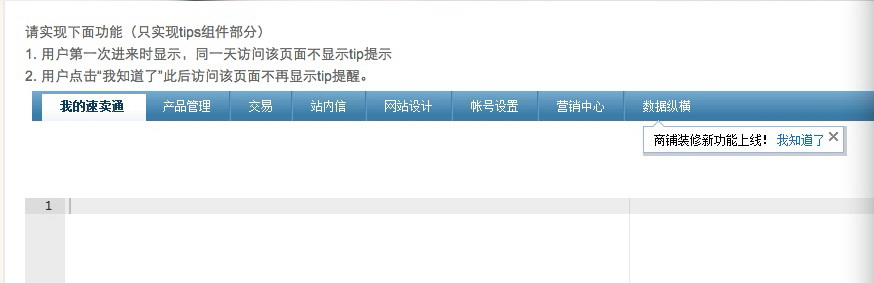 请实现下面功能（只实现tips组件部分）
1. 用户第一次进来时显示，同一天访问该页面不显示tip提示
2. 用户点击“我知道了”此后访问该页面不再显示tip提醒。
我的速卖通 产品管理 交易 站内信 网站设计 帐号设置 营销中心 数据纵横
商铺装修新功能上线！ 我知道了
1